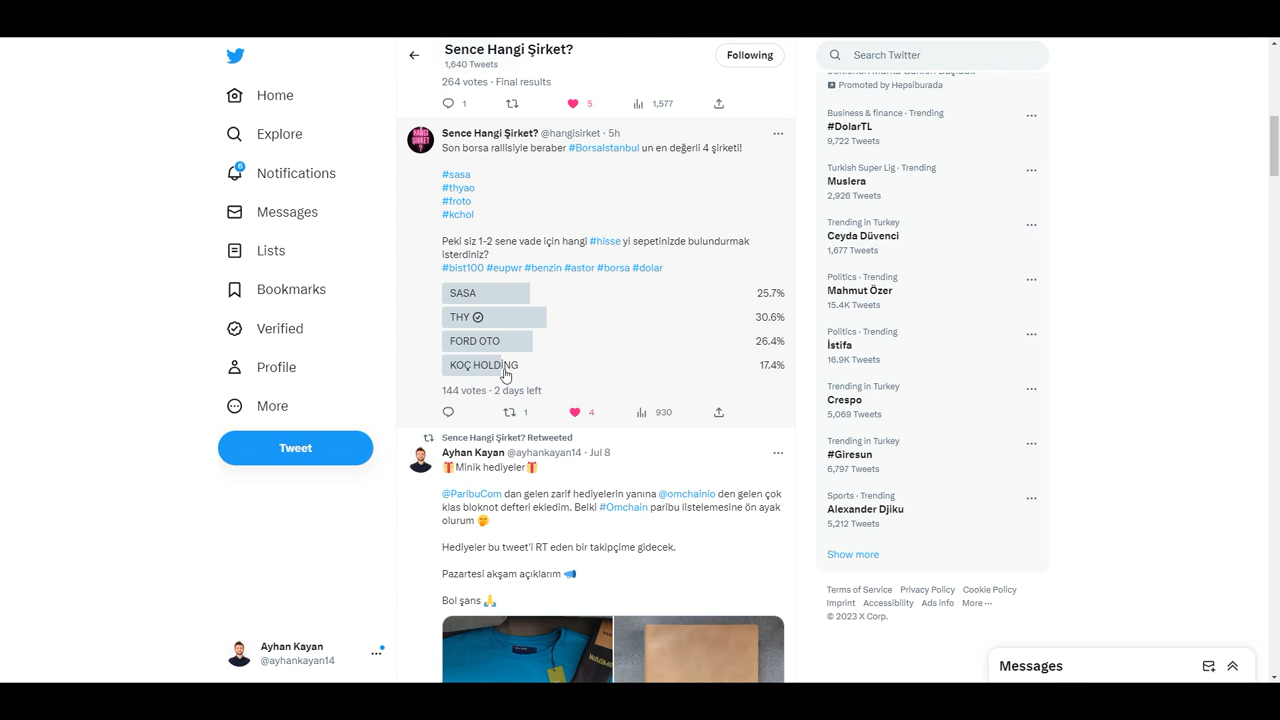 Home
Explore
6
Notifications
Messages
Lists
Bookmarks
Verified
Profile
More
Tweet
Ayhan Kayan
@ayhankayan14
Sence Hangi Şirket?
1,640 Tweets
Following
264 votes · Final results
1
5
1,577
HANGİ
ŞİRKET
?
Sence Hangi Şirket? @hangisirket · 5h
Son borsa rallisiyle beraber #BorsaIstanbul un en değerli 4 şirketi!
#sasa
#thyao
#froto
#kchol
Peki siz 1-2 sene vade için hangi #hisse yi sepetinizde bulundurmak
isterdiniz?
#bist100 #eupwr #benzin #astor #borsa #dolar
SASA 25.7%
THY 30.6%
FORD OTO 26.4%
KOÇ HOLDİNG 17.4%
144 votes · 2 days left
1
4
930
Sence Hangi Şirket? Retweeted
Ayhan Kayan @ayhankayan14 · Jul 8
🎁Minik hediyeler🎁
@ParibuCom dan gelen zarif hediyelerin yanına @omchainio den gelen çok
klas bloknot defteri ekledim. Belki #Omchain paribu listelemesine ön ayak
olurum 🤭
Hediyeler bu tweet'i RT eden bir takipçime gidecek.
Pazartesi akşam açıklarım 📣
Bol şans 🙏
Search Twitter
Promoted by Hepsiburada
Business & finance · Trending
#DolarTL
9,722 Tweets
Turkish Super Lig · Trending
Muslera
2,926 Tweets
Trending in Turkey
Ceyda Düvenci
1,677 Tweets
Politics · Trending
Mahmut Özer
15.4K Tweets
Politics · Trending
İstifa
16.9K Tweets
Trending in Turkey
Crespo
5,069 Tweets
Trending in Turkey
#Giresun
6,797 Tweets
Sports · Trending
Alexander Djiku
5,212 Tweets
Show more
Terms of Service Privacy Policy Cookie Policy
Imprint Accessibility Ads info More ···
© 2023 X Corp.
Messages